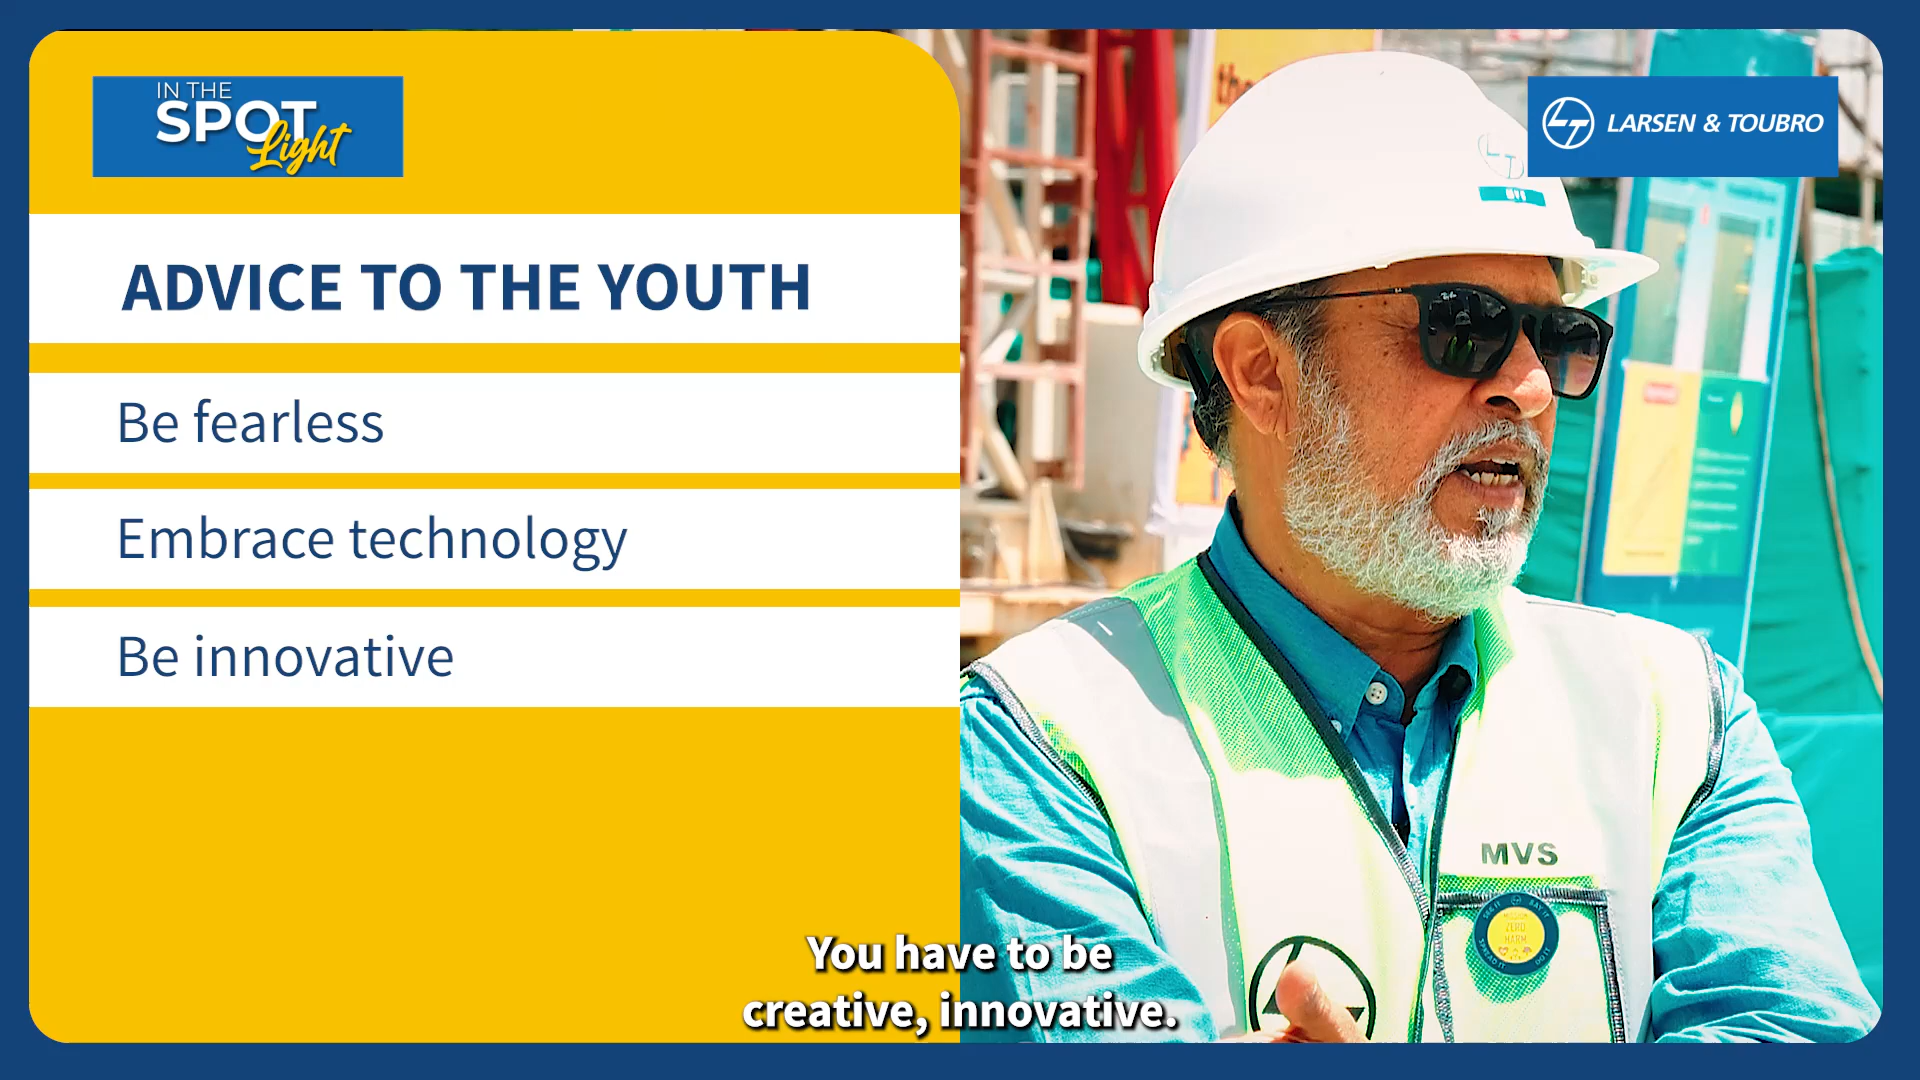 IN THE
SPOT
Light
LARSEN & TOUBRO
ADVICE TO THE YOUTH
Be fearless
Embrace technology
Be innovative
MVS
ZERO
HARM
You have to be
creative, innovative.